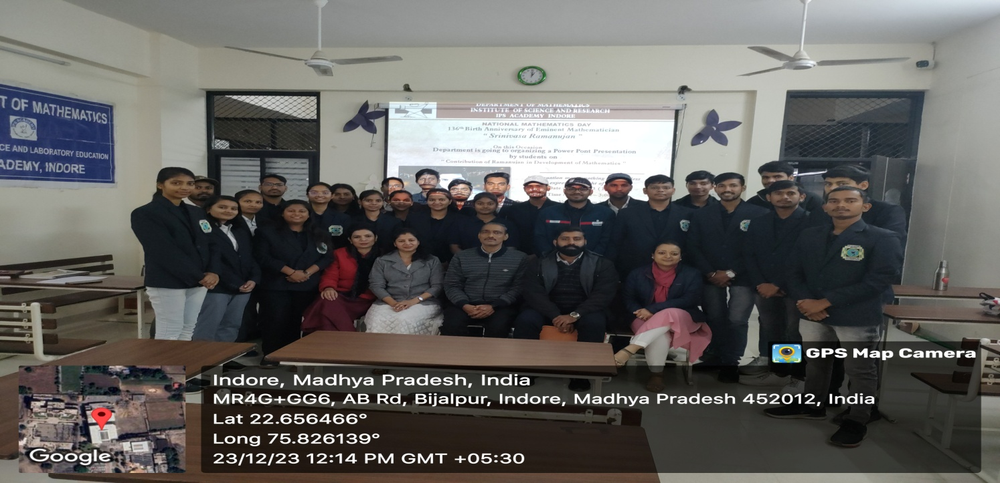 T OF MATHEMATICS
CE AND LABORATORY EDUCATION
ADEMY, INDORE
DEPARTMENT OF MATHEMATICS
INSTITUTE OF SCIENCE AND RESEARCH
IPS ACADEMY INDORE
NATIONAL MATHEMATICS DAY
136th Birth Anniversary of Eminent Mathematician
" Srinivasa Ramanujan "
On this Occasion
Department is going to organizing a Power Pont Presentation
by students on
" Contribution of Ramanujan in Development of Mathematics "
GPS Map Camera
Indore, Madhya Pradesh, India
MR4G+GG6, AB Rd, Bijalpur, Indore, Madhya Pradesh 452012, India
Lat 22.656466°
Long 75.826139°
23/12/23 12:14 PM GMT +05:30
Google